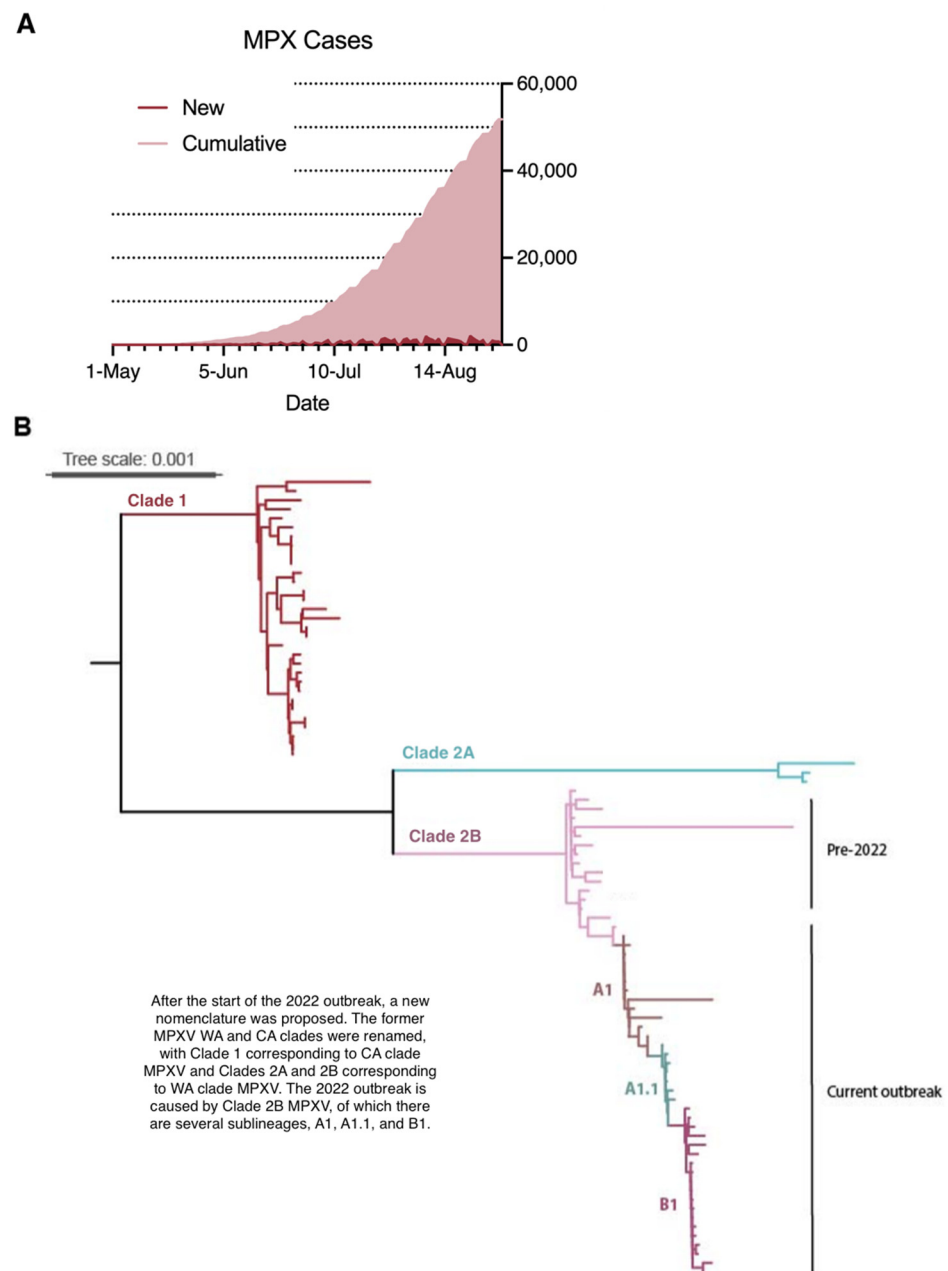 A
MPX Cases
New
Cumulative
60,000
40,000
20,000
0
1-May
5-Jun
10-Jul
14-Aug
Date
B
Tree scale: 0.001
Clade 1
Clade 2A
Clade 2B
Pre-2022
A1
After the start of the 2022 outbreak, a new
nomenclature was proposed. The former
MPXV WA and CA clades were renamed,
with Clade 1 corresponding to CA clade
MPXV and Clades 2A and 2B corresponding
to WA clade MPXV. The 2022 outbreak is
caused by Clade 2B MPXV, of which there
are several sublineages, A1, A1.1, and B1.
A1.1
Current outbreak
B1